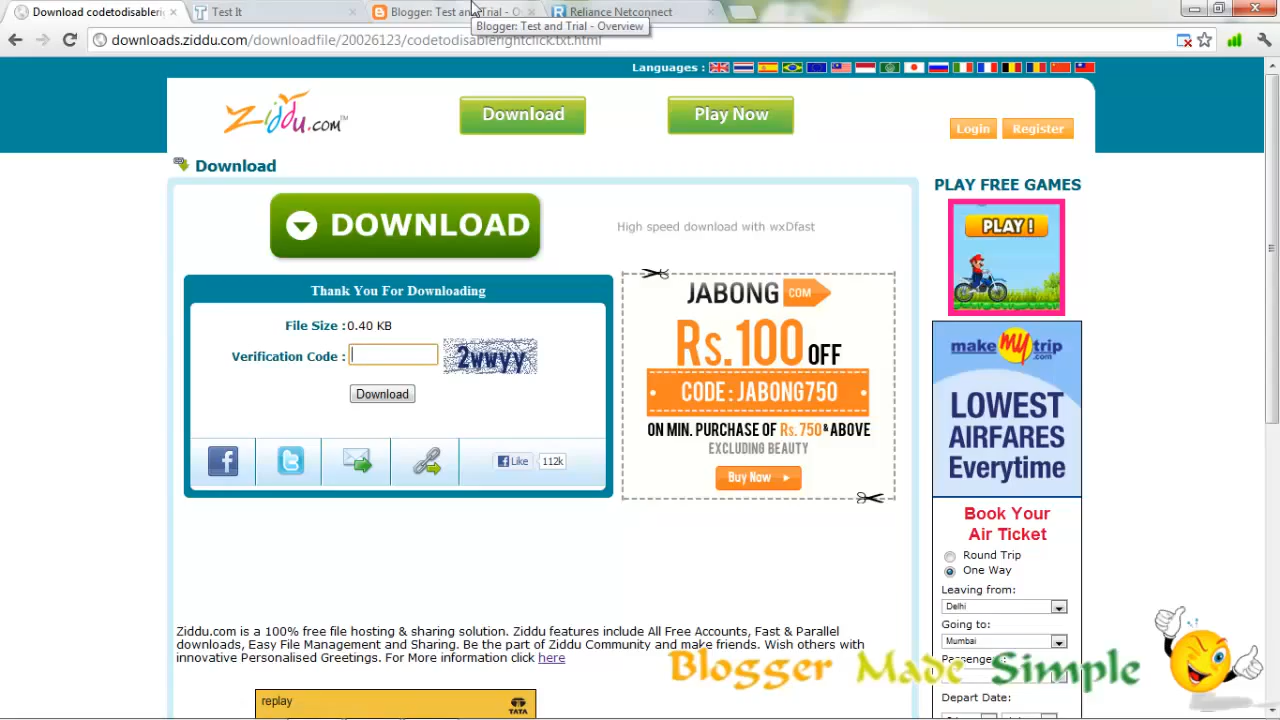 Download codetodisableri
Test It
Blogger: Test and Trial - O
Reliance Netconnect
Blogger: Test and Trial - Overview
downloads.ziddu.com/downloadfile/20026123/codetodisablerightclick.txt.html
Languages :
Ziddu.com™
Download
Play Now
Login
Register
Download
PLAY FREE GAMES
DOWNLOAD
High speed download with wxDfast
PLAY !
Thank You For Downloading
File Size : 0.40 KB
Verification Code :
2wwyy
Download
Like
112k
JABONG COM
Rs.100 OFF
CODE : JABONG750
ON MIN. PURCHASE OF Rs. 750 & ABOVE
EXCLUDING BEAUTY
Buy Now
make my trip .com
LOWEST
AIRFARES
Everytime
Book Your
Air Ticket
Round Trip
One Way
Leaving from:
Delhi
Going to:
Mumbai
Passenge
Depart Date:
Ziddu.com is a 100% free file hosting & sharing solution. Ziddu features include All Free Accounts, Fast & Parallel
downloads, Easy File Management and Sharing. Be the part of Ziddu Community and make friends. Wish others with
innovative Personalised Greetings. For More information click here
Blogger Made Simple
replay
TATA